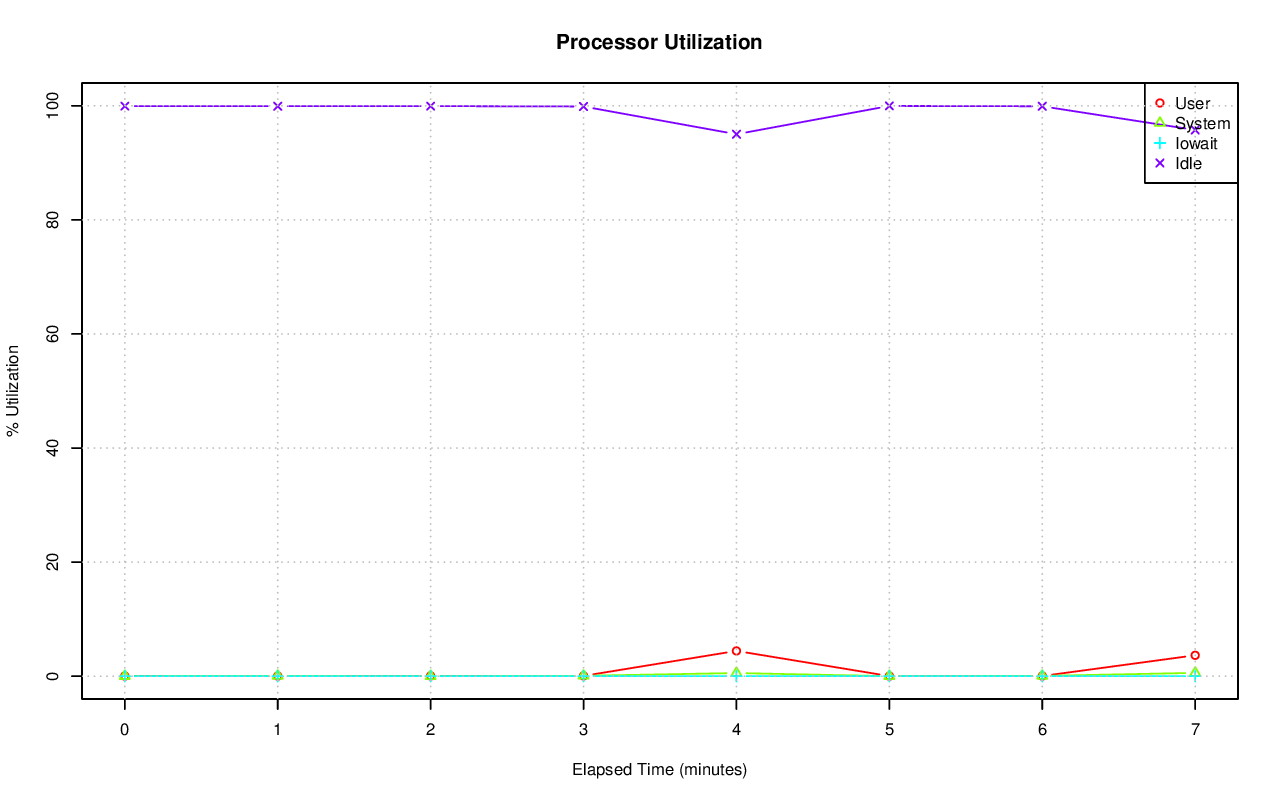 Processor Utilization
100
80
60
40
20
0
% Utilization
User
System
Iowait
Idle
0 1 2 3 4 5 6 7
Elapsed Time (minutes)